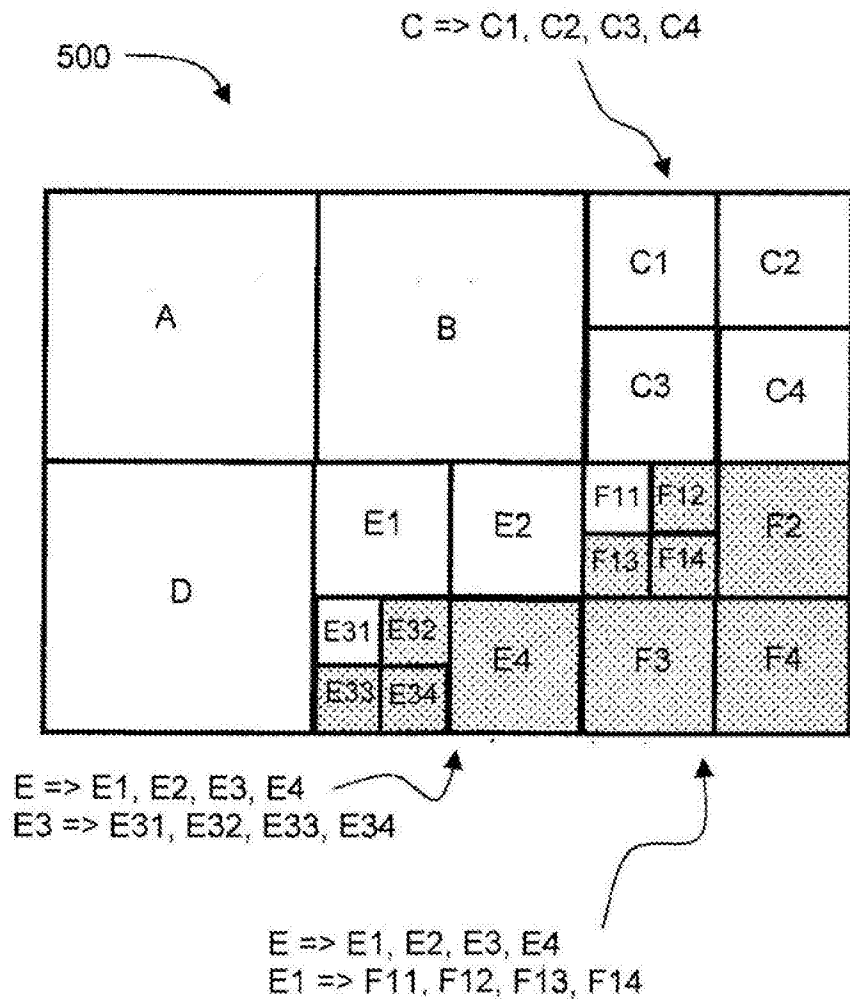 C => C1, C2, C3, C4
500
A
B
C1
C2
C3
C4
D
E1
E2
F11
F12
F2
F13
F14
E31
E32
E4
F3
F4
E33
E34
E => E1, E2, E3, E4
E3 => E31, E32, E33, E34
E => E1, E2, E3, E4
E1 => F11, F12, F13, F14